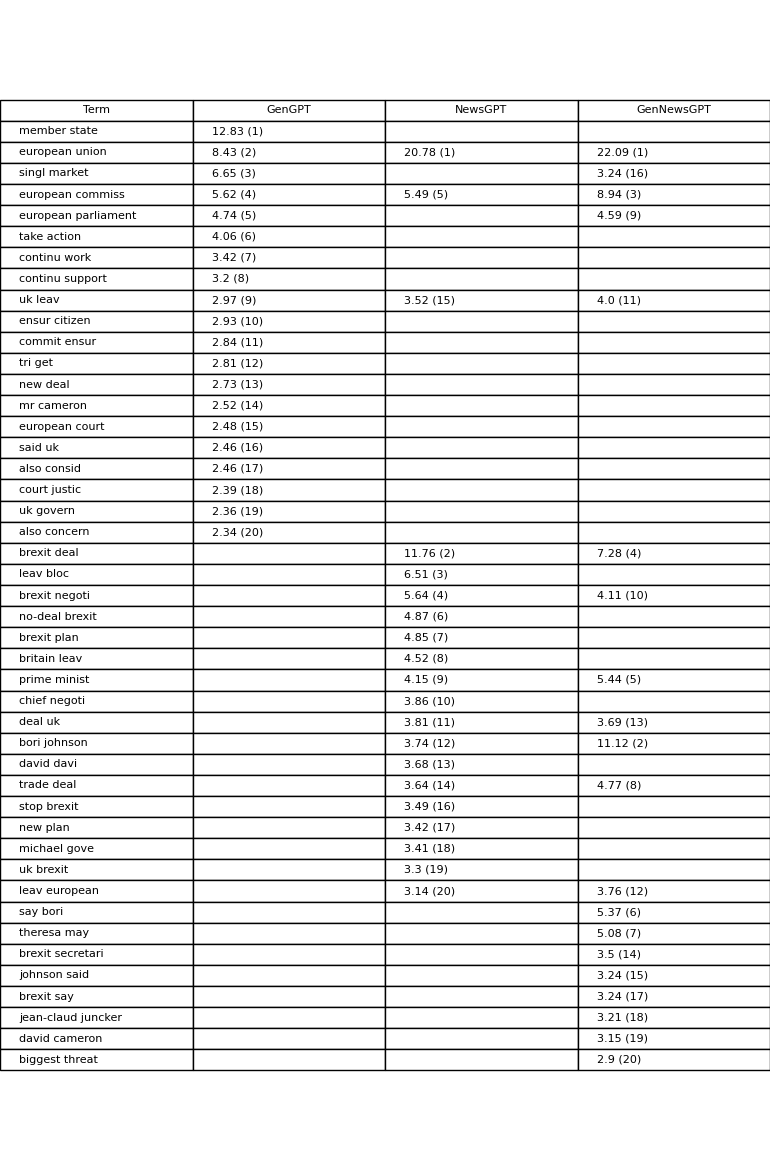 Term GenGPT NewsGPT GenNewsGPT
member state 12.83 (1)
european union 8.43 (2) 20.78 (1) 22.09 (1)
singl market 6.65 (3) 3.24 (16)
european commiss 5.62 (4) 5.49 (5) 8.94 (3)
european parliament 4.74 (5) 4.59 (9)
take action 4.06 (6)
continu work 3.42 (7)
continu support 3.2 (8)
uk leav 2.97 (9) 3.52 (15) 4.0 (11)
ensur citizen 2.93 (10)
commit ensur 2.84 (11)
tri get 2.81 (12)
new deal 2.73 (13)
mr cameron 2.52 (14)
european court 2.48 (15)
said uk 2.46 (16)
also consid 2.46 (17)
court justic 2.39 (18)
uk govern 2.36 (19)
also concern 2.34 (20)
brexit deal 11.76 (2) 7.28 (4)
leav bloc 6.51 (3)
brexit negoti 5.64 (4) 4.11 (10)
no-deal brexit 4.87 (6)
brexit plan 4.85 (7)
britain leav 4.52 (8)
prime minist 4.15 (9) 5.44 (5)
chief negoti 3.86 (10)
deal uk 3.81 (11) 3.69 (13)
bori johnson 3.74 (12) 11.12 (2)
david davi 3.68 (13)
trade deal 3.64 (14) 4.77 (8)
stop brexit 3.49 (16)
new plan 3.42 (17)
michael gove 3.41 (18)
uk brexit 3.3 (19)
leav european 3.14 (20) 3.76 (12)
say bori 5.37 (6)
theresa may 5.08 (7)
brexit secretari 3.5 (14)
johnson said 3.24 (15)
brexit say 3.24 (17)
jean-claud juncker 3.21 (18)
david cameron 3.15 (19)
biggest threat 2.9 (20)